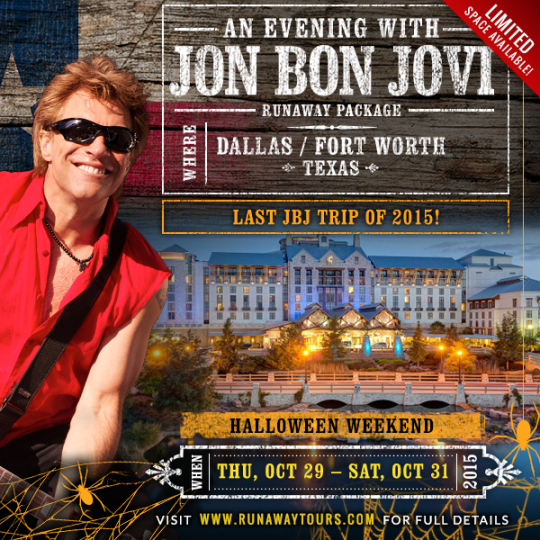 LIMITED
SPACE AVAILABLE!
AN EVENING WITH
JON BON JOVI
RUNAWAY PACKAGE
WHERE
DALLAS / FORT WORTH
TEXAS
LAST JBJ TRIP OF 2015!
HALLOWEEN WEEKEND
WHEN
THU, OCT 29 – SAT, OCT 31
2015
VISIT WWW.RUNAWAYTOURS.COM FOR FULL DETAILS